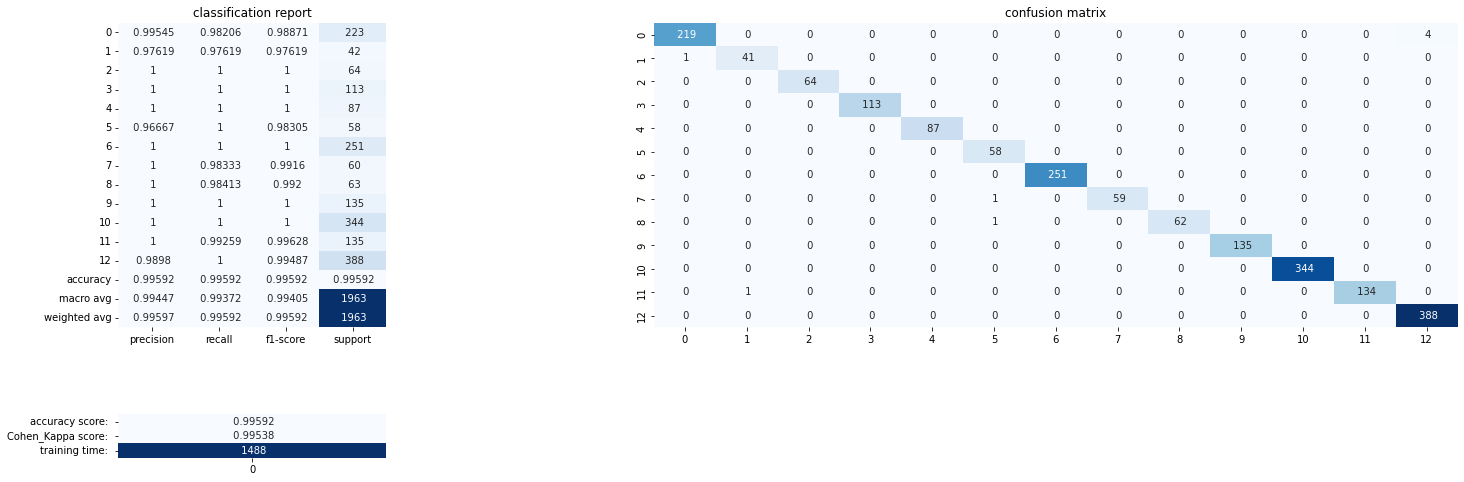 classification report
0 0.99545 0.98206 0.98871 223
1 0.97619 0.97619 0.97619 42
2 1 1 1 64
3 1 1 1 113
4 1 1 1 87
5 0.96667 1 0.98305 58
6 1 1 1 251
7 1 0.98333 0.9916 60
8 1 0.98413 0.992 63
9 1 1 1 135
10 1 1 1 344
11 1 0.99259 0.99628 135
12 0.9898 1 0.99487 388
accuracy 0.99592 0.99592 0.99592 0.99592
macro avg 0.99447 0.99372 0.99405 1963
weighted avg 0.99597 0.99592 0.99592 1963
precision recall f1-score support
confusion matrix
0 219 0 0 0 0 0 0 0 0 0 0 0 4
1 1 41 0 0 0 0 0 0 0 0 0 0 0
2 0 0 64 0 0 0 0 0 0 0 0 0 0
3 0 0 0 113 0 0 0 0 0 0 0 0 0
4 0 0 0 0 87 0 0 0 0 0 0 0 0
5 0 0 0 0 0 58 0 0 0 0 0 0 0
6 0 0 0 0 0 0 251 0 0 0 0 0 0
7 0 0 0 0 0 1 0 59 0 0 0 0 0
8 0 0 0 0 0 1 0 0 62 0 0 0 0
9 0 0 0 0 0 0 0 0 0 135 0 0 0
10 0 0 0 0 0 0 0 0 0 0 344 0 0
11 0 1 0 0 0 0 0 0 0 0 0 134 0
12 0 0 0 0 0 0 0 0 0 0 0 0 388
0 1 2 3 4 5 6 7 8 9 10 11 12
accuracy score: 0.99592
Cohen_Kappa score: 0.99538
training time: 1488
0